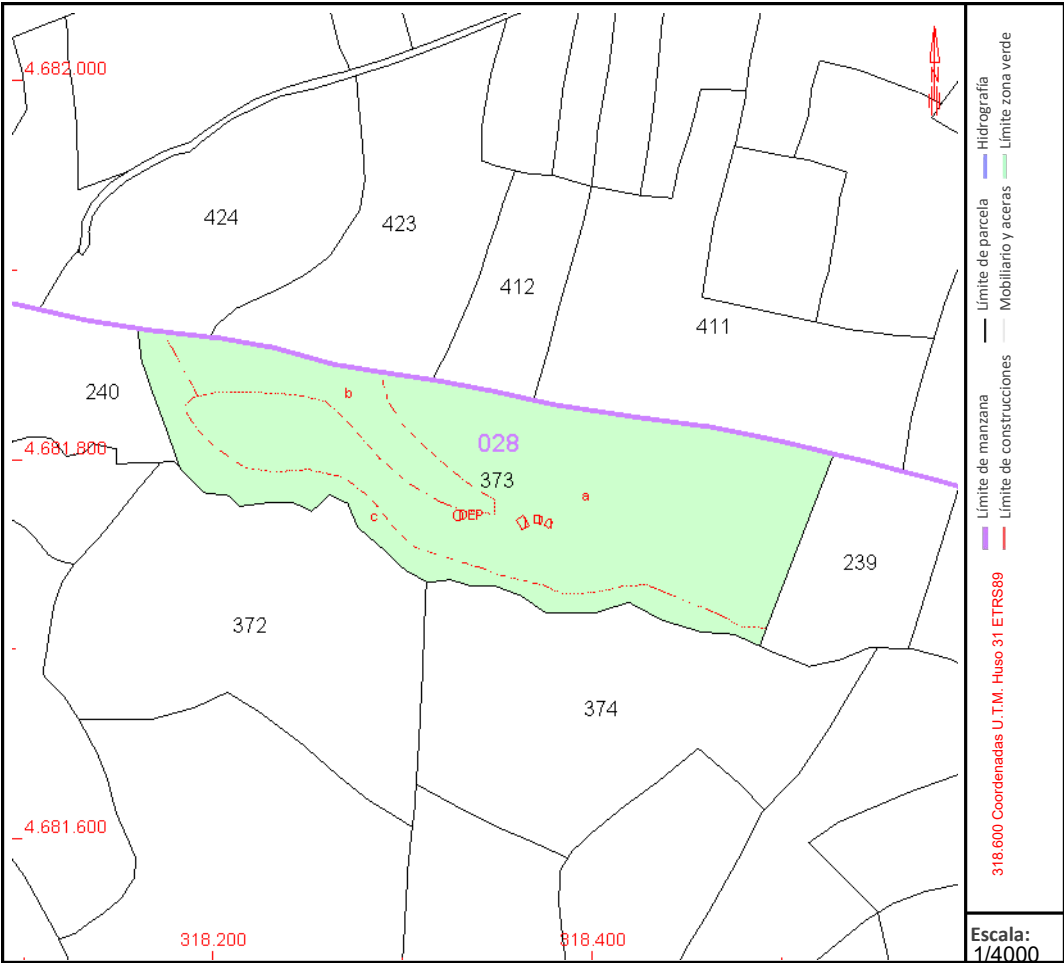 4.682.000
424
423
412
411
240
b
4.681.800
028
373
a
c
DEP
239
372
374
4.681.600
318.200
318.400
N
Límite de manzana
Límite de parcela
Hidrografía
Límite de construcciones
Mobiliario y aceras
Límite zona verde
318.600 Coordenadas U.T.M. Huso 31 ETRS89
Escala:
1/4000